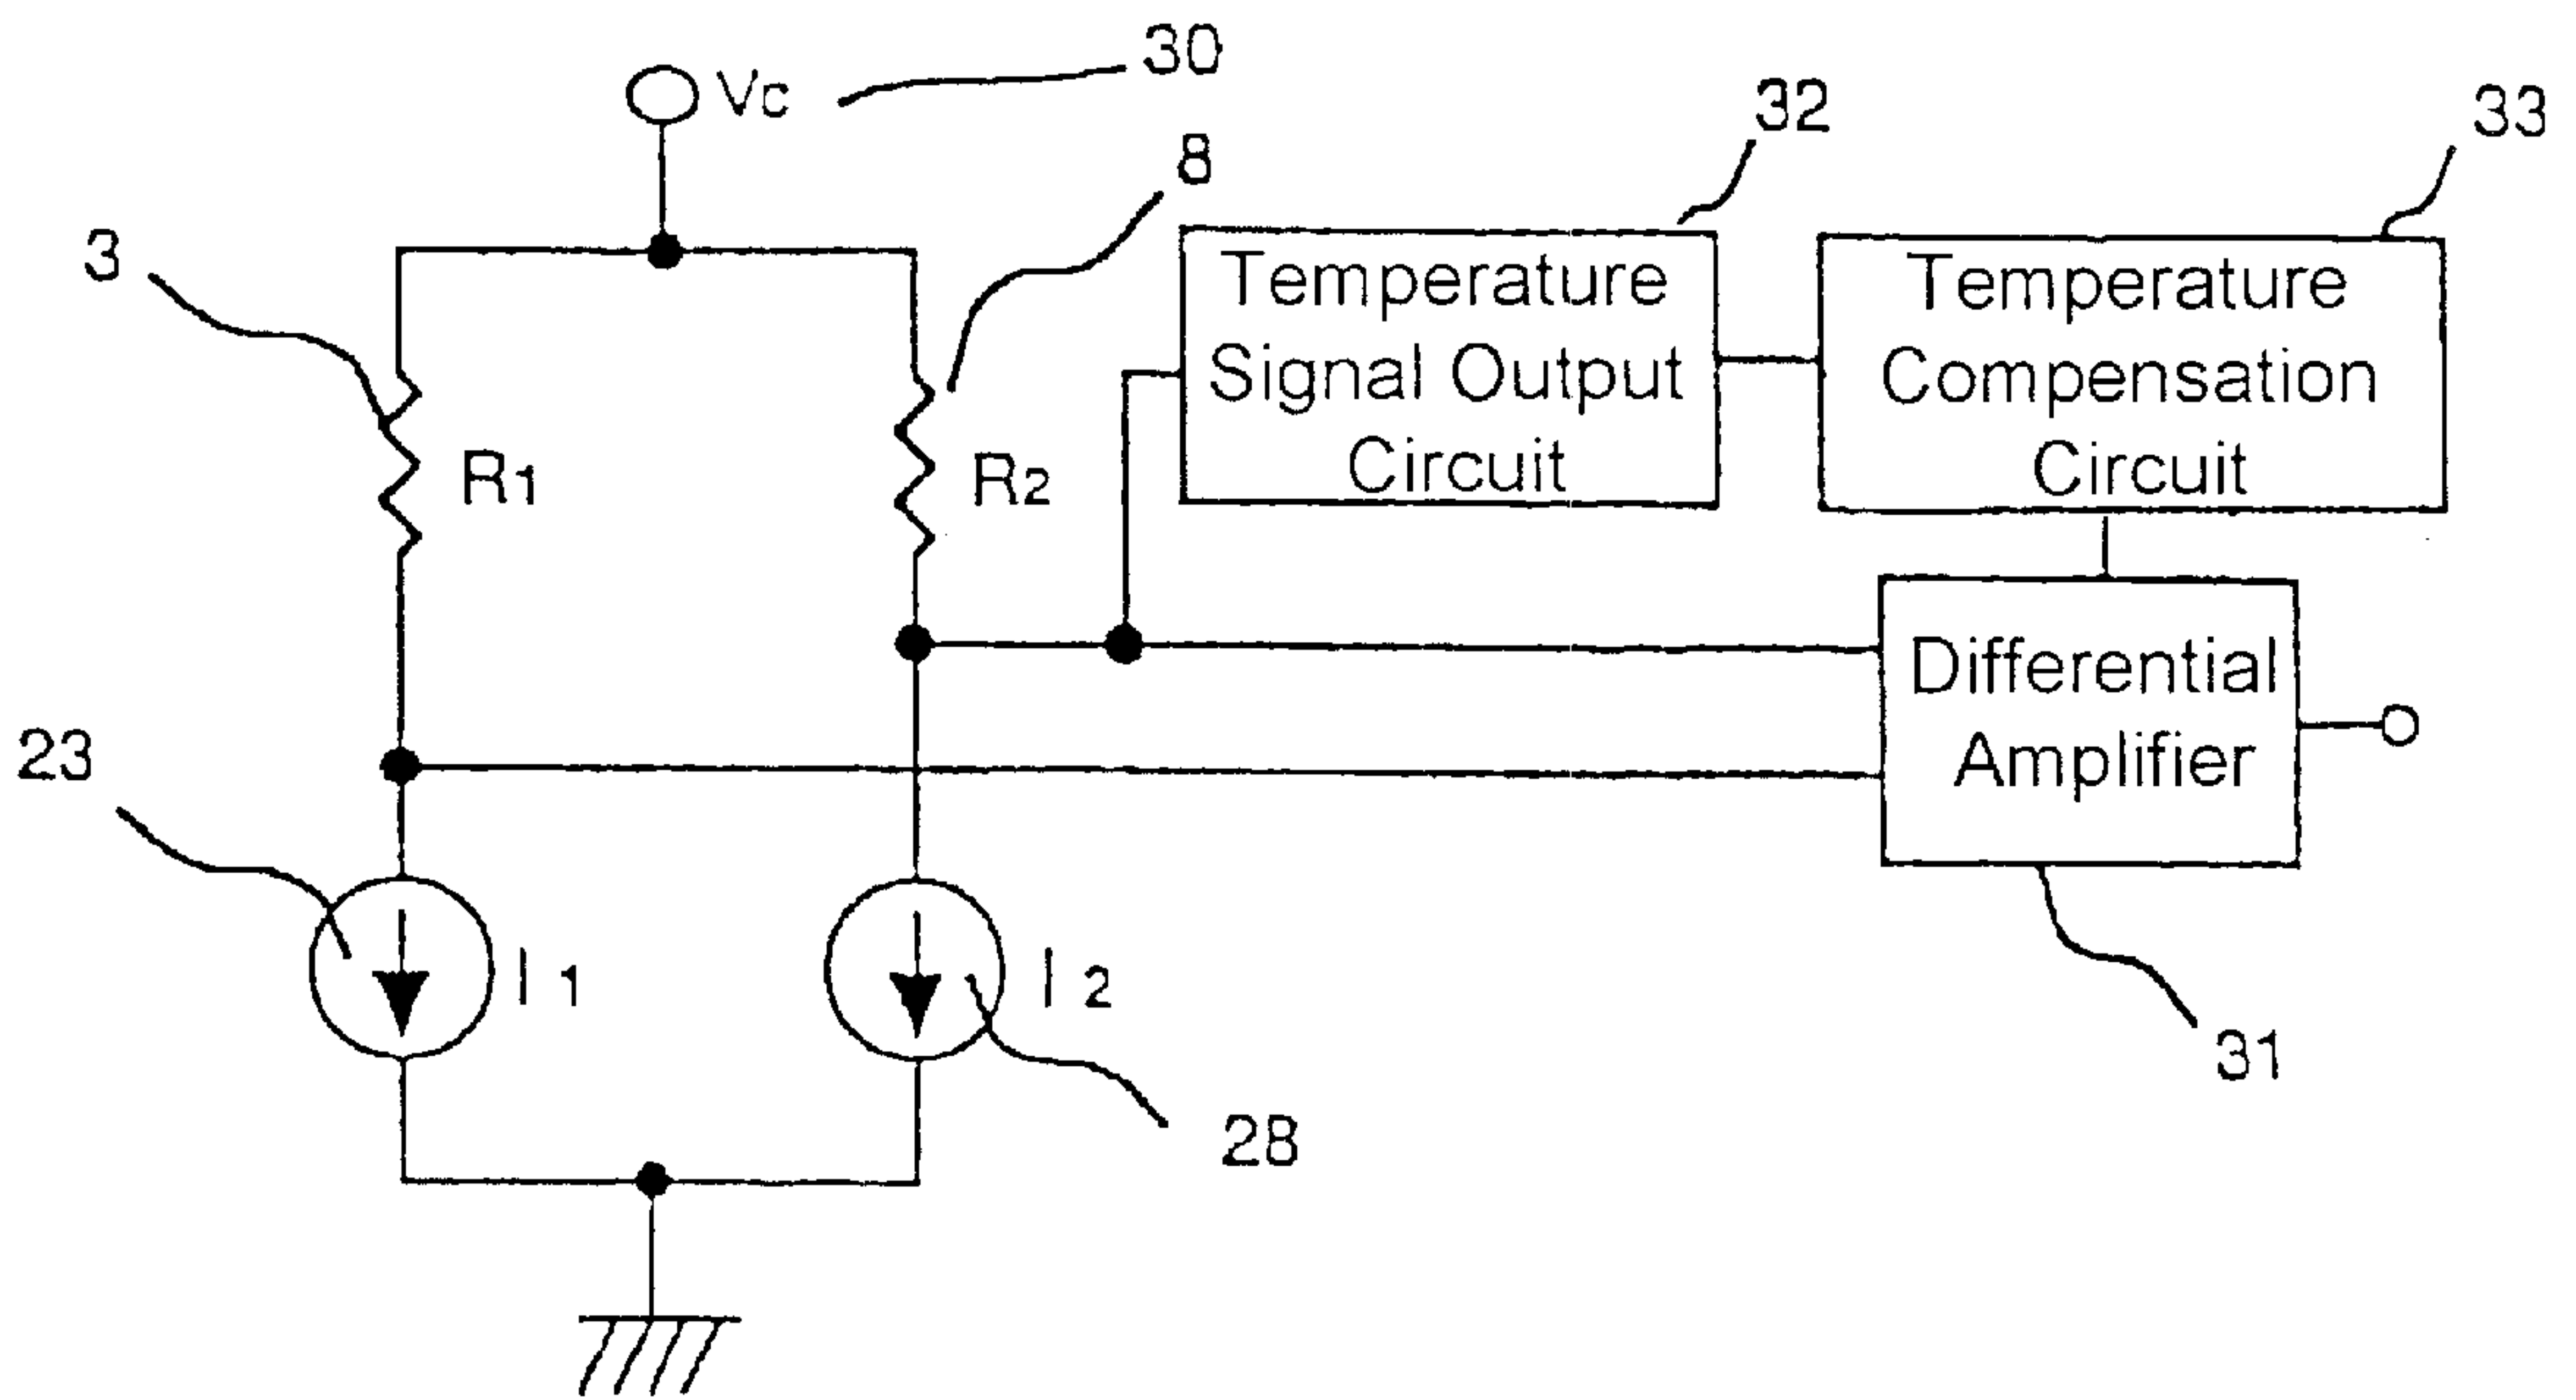 30
Vc
32
33
8
3
Temperature
Signal Output
Circuit
Temperature
Compensation
Circuit
R1
R2
Differential
Amplifier
23
I1
I2
31
28